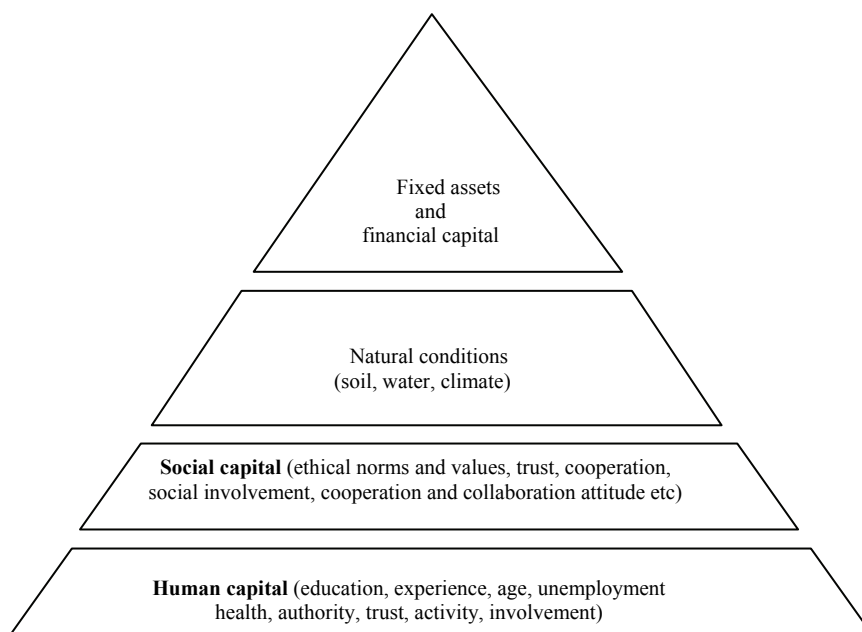 Fixed assets
and
financial capital
Natural conditions
(soil, water, climate)
Social capital (ethical norms and values, trust, cooperation,
social involvement, cooperation and collaboration attitude etc)
Human capital (education, experience, age, unemployment
health, authority, trust, activity, involvement)